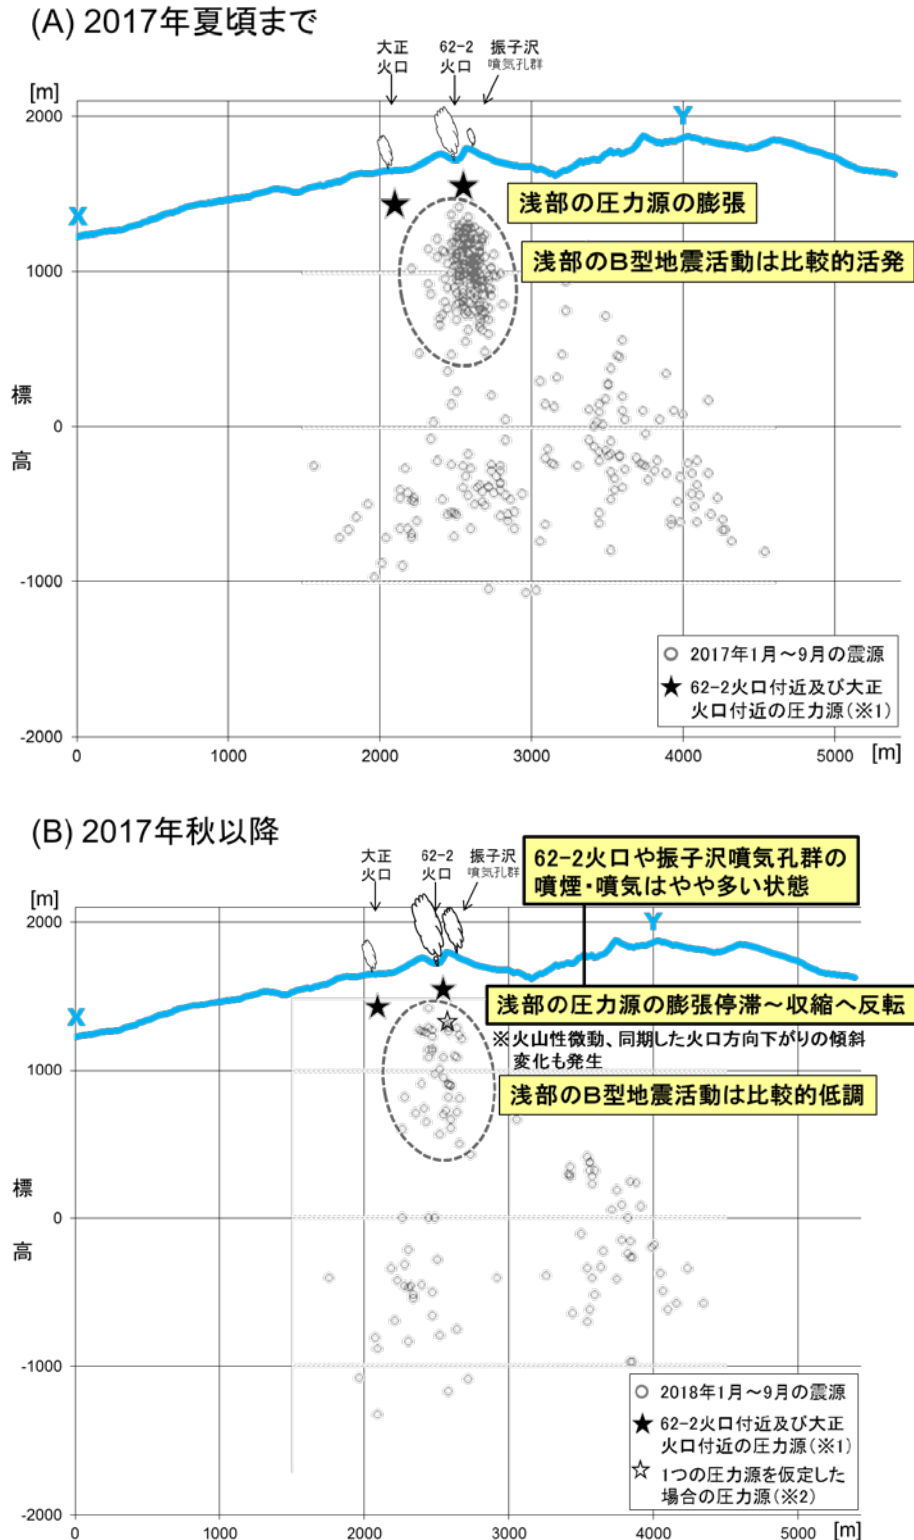 (A) 2017年夏頃まで
大正
火口
62-2
火口
振子沢
噴気孔群
[m]
2000
Y
X
浅部の圧力源の膨張
浅部のB型地震活動は比較的活発
1000
標
高
0
-1000
2017年1月～9月の震源
62-2火口付近及び大正
火口付近の圧力源(※1)
-2000
0
1000
2000
3000
4000
5000
[m]
(B) 2017年秋以降
大正
火口
62-2
火口
振子沢
噴気孔群
62-2火口や振子沢噴気孔群の
噴煙・噴気はやや多い状態
[m]
2000
Y
X
浅部の圧力源の膨張停滞～収縮へ反転
※火山性微動、同期した火口方向下がりの傾斜
変化も発生
浅部のB型地震活動は比較的低調
1000
標
高
0
-1000
2018年1月～9月の震源
62-2火口付近及び大正
火口付近の圧力源(※1)
1つの圧力源を仮定した
場合の圧力源(※2)
-2000
0
1000
2000
3000
4000
5000
[m]